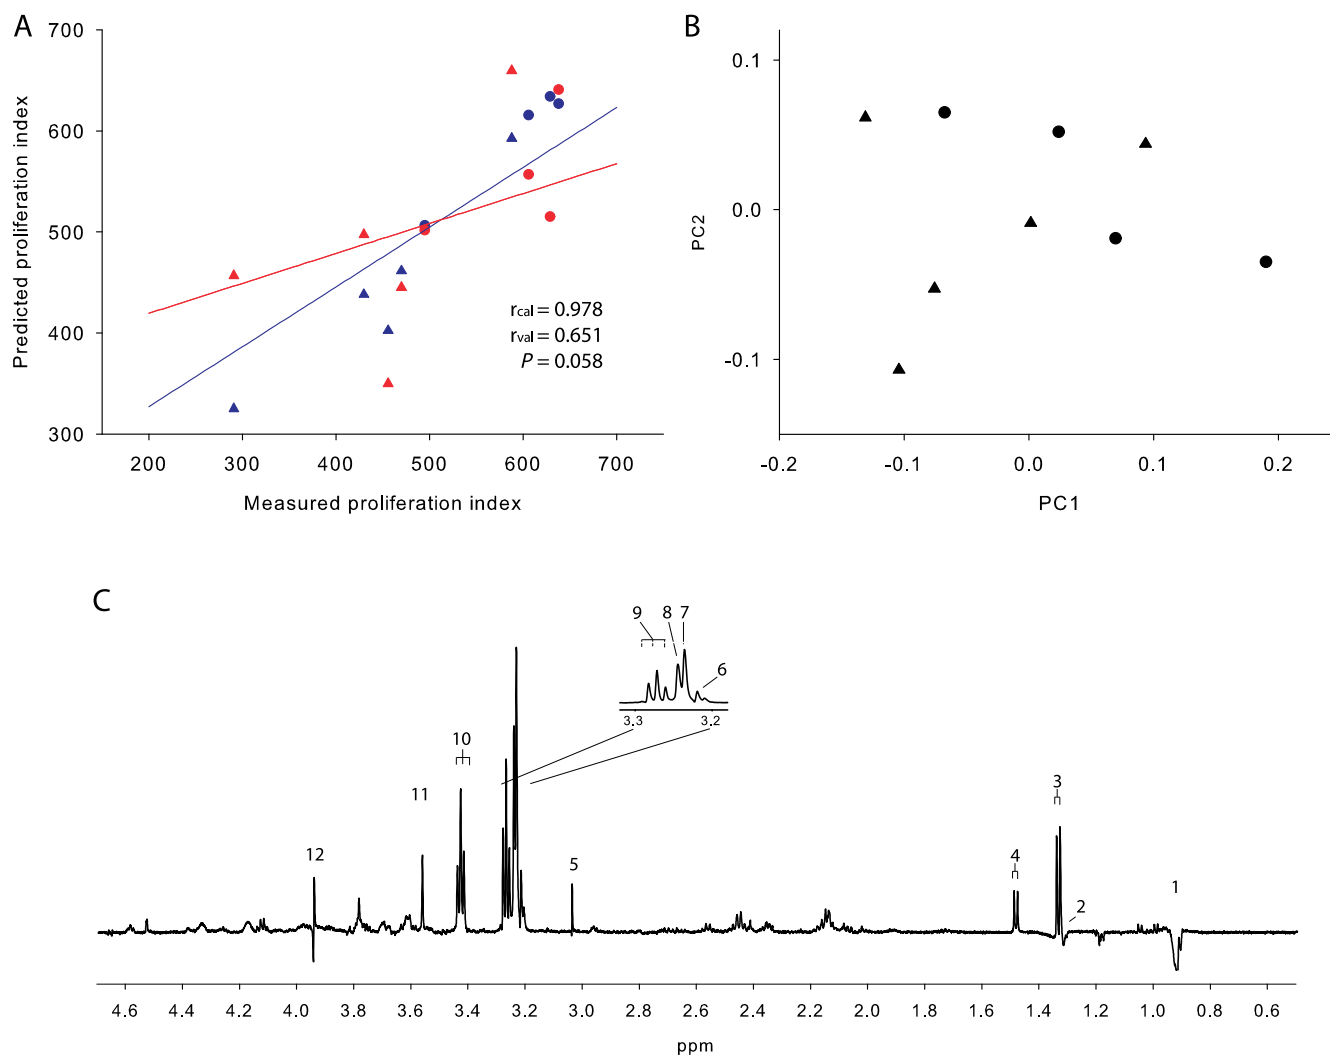 A
700
600
500
400
300
Predicted proliferation index
rcal = 0.978
rval = 0.651
P = 0.058
200 300 400 500 600 700
Measured proliferation index
B
0.1
0.0
-0.1
PC2
-0.2 -0.1 0.0 0.1 0.2
PC1
C
9 8 7
6
3.3 3.2
10
11
12
5
4
3
2
1
4.6 4.4 4.2 4.0 3.8 3.6 3.4 3.2 3.0 2.8 2.6 2.4 2.2 2.0 1.8 1.6 1.4 1.2 1.0 0.8 0.6
ppm